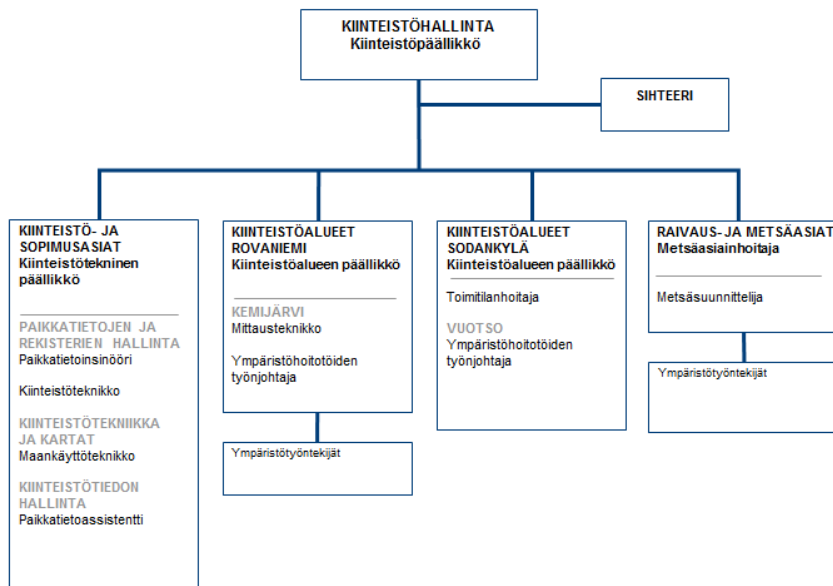 KIINTEISTÖHALLINTA
Kiinteistöpäällikkö
SIHTEERI
KIINTEISTÖ- JA
SOPIMUSASIAT
Kiinteistötekninen
päällikkö
PAIKKATIETOJEN JA
REKISTERIEN HALLINTA
Paikkatietoinsinööri
Kiinteistöteknikko
KIINTEISTÖTEKNIIKKA
JA KARTAT
Maankäyttöteknikko
KIINTEISTÖTIEDON
HALLINTA
Paikkatietoassistentti
KIINTEISTÖALUEET
ROVANIEMI
Kiinteistöalueen päällikkö
KEMIJÄRVI
Mittausteknikko
Ympäristöhoitotöiden
työnjohtaja
Ympäristötyöntekijät
KIINTEISTÖALUEET
SODANKYLÄ
Kiinteistöalueen päällikkö
Toimitilanhoitaja
VUOTSO
Ympäristöhoitotöiden
työnjohtaja
RAIVAUS- JA METSÄASIAT
Metsäasiainhoitaja
Metsäsuunnittelija
Ympäristötyöntekijät